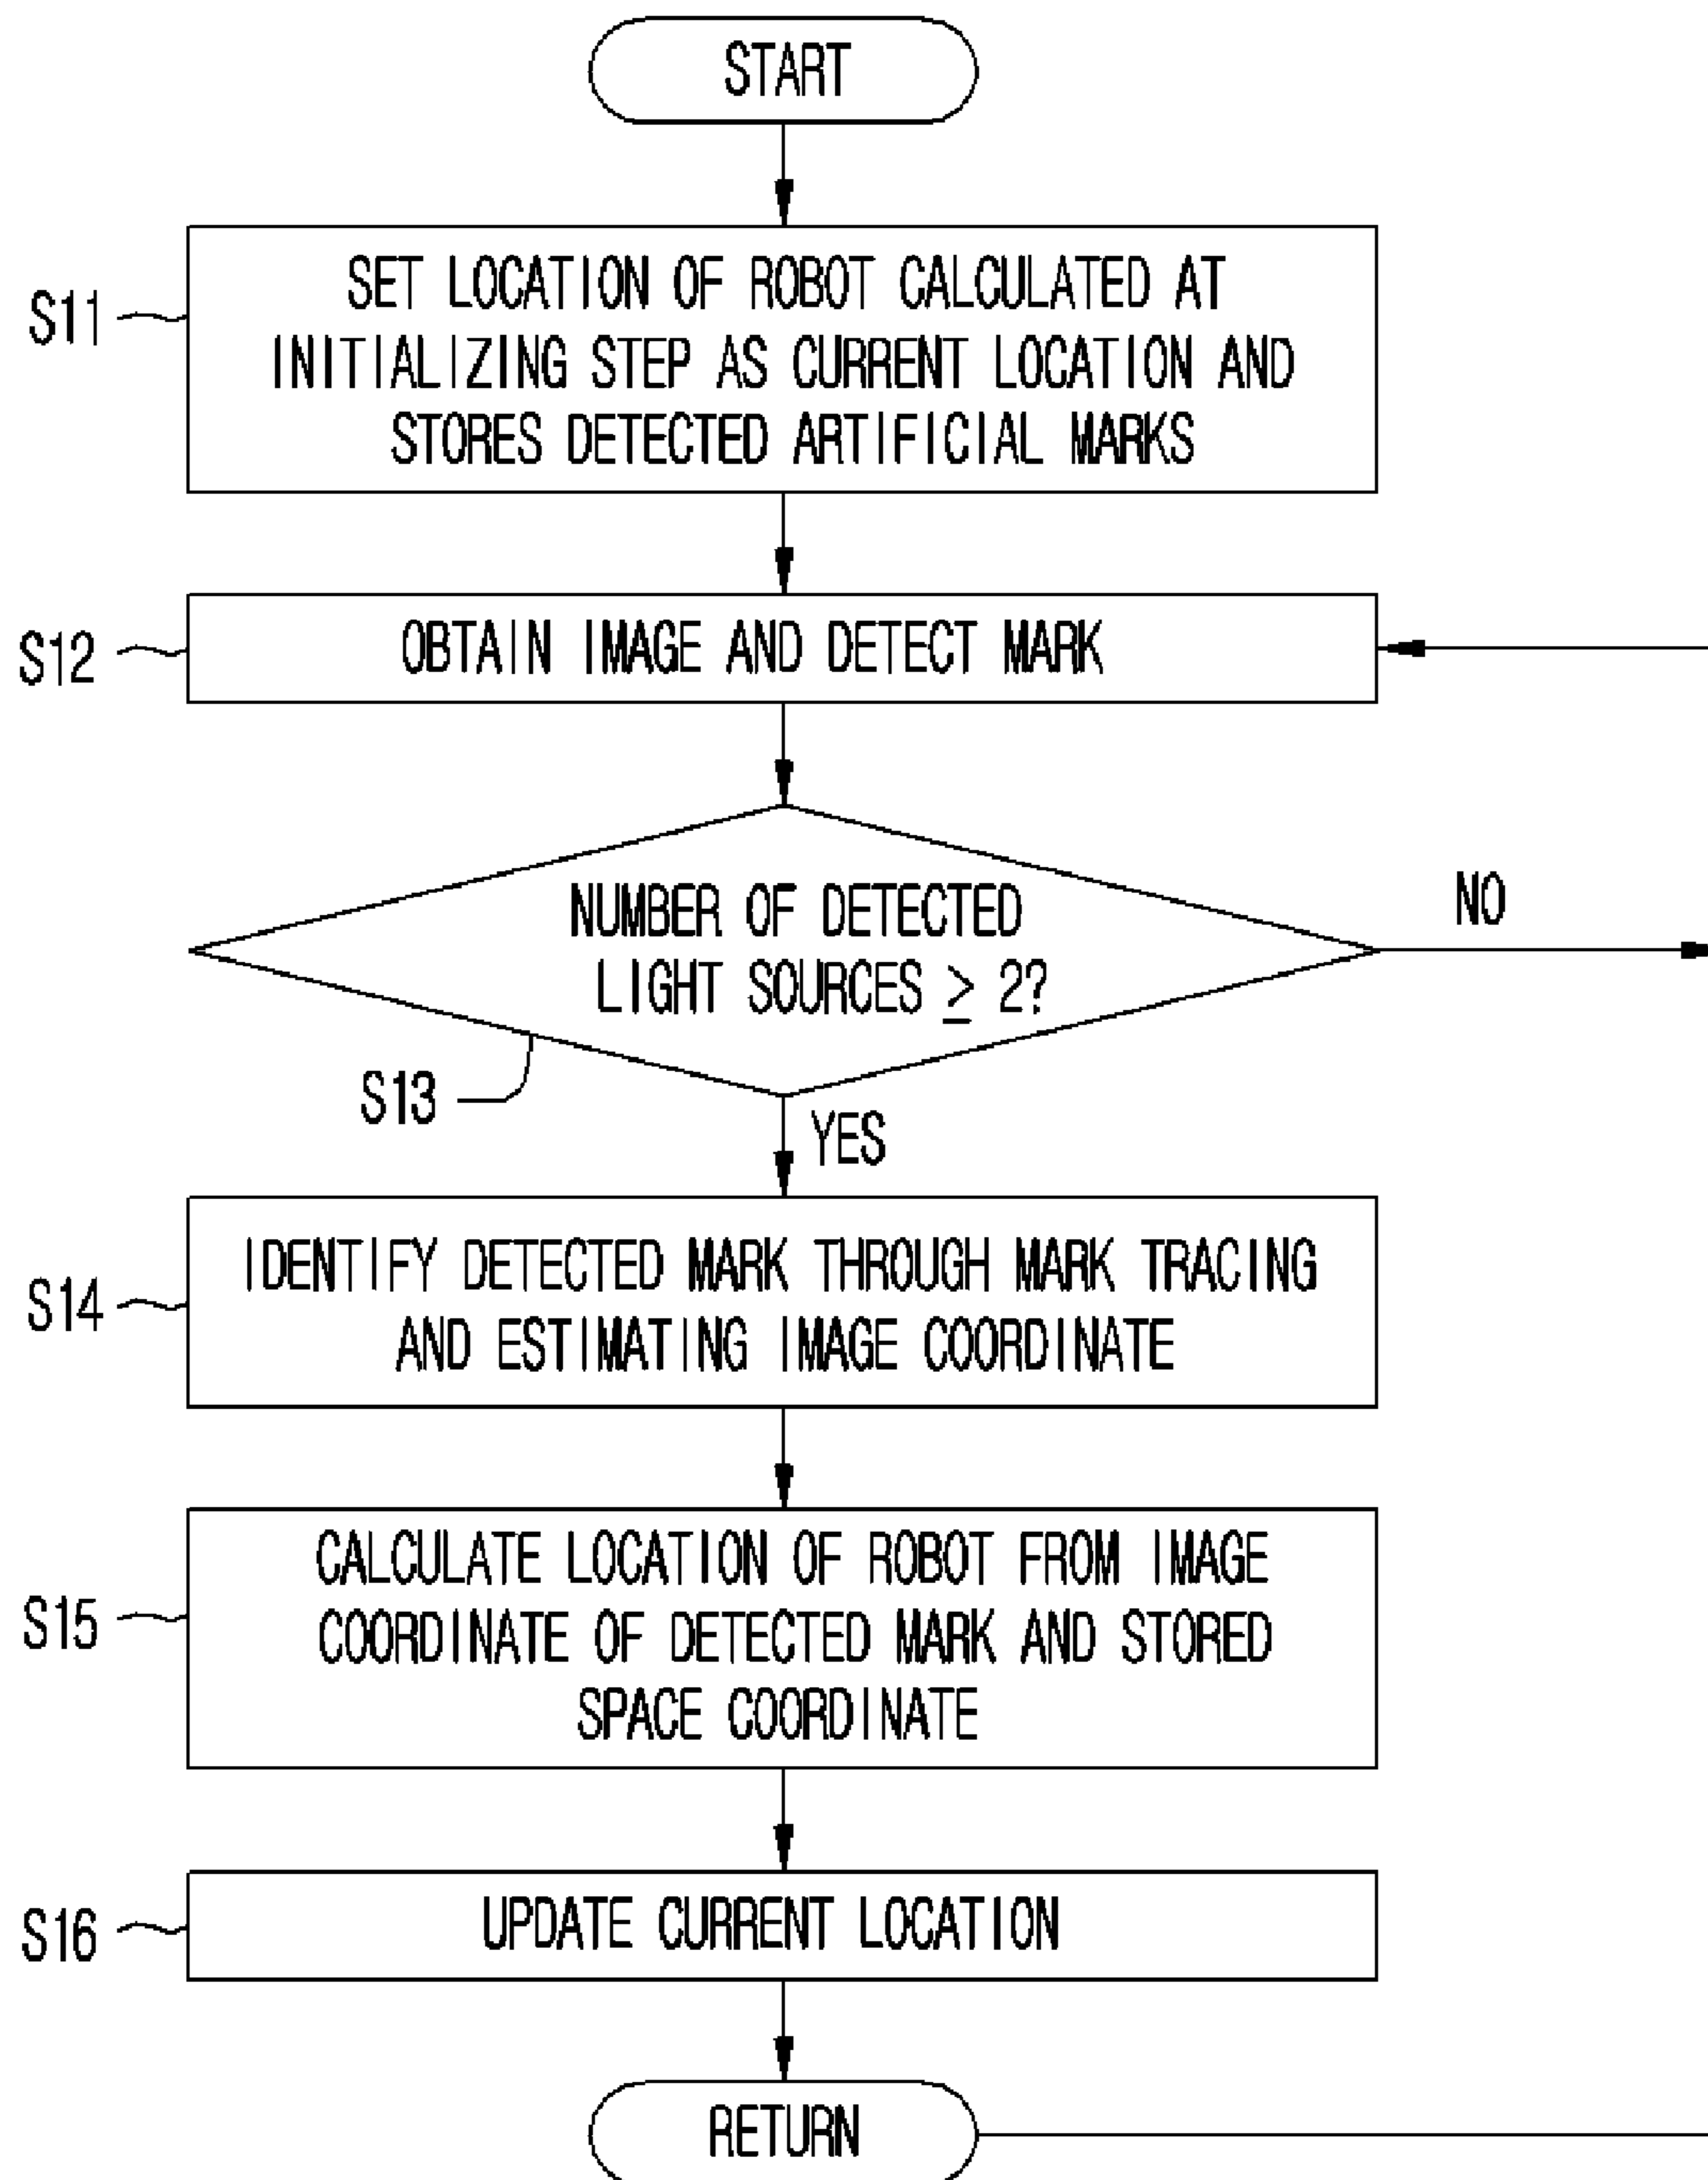 START
S11
SET LOCATION OF ROBOT CALCULATED AT
INITIALIZING STEP AS CURRENT LOCATION AND
STORES DETECTED ARTIFICIAL MARKS
S12
OBTAIN IMAGE AND DETECT MARK
NUMBER OF DETECTED
LIGHT SOURCES ≥ 2?
NO
S13
YES
S14
IDENTIFY DETECTED MARK THROUGH MARK TRACING
AND ESTIMATING IMAGE COORDINATE
S15
CALCULATE LOCATION OF ROBOT FROM IMAGE
COORDINATE OF DETECTED MARK AND STORED
SPACE COORDINATE
S16
UPDATE CURRENT LOCATION
RETURN